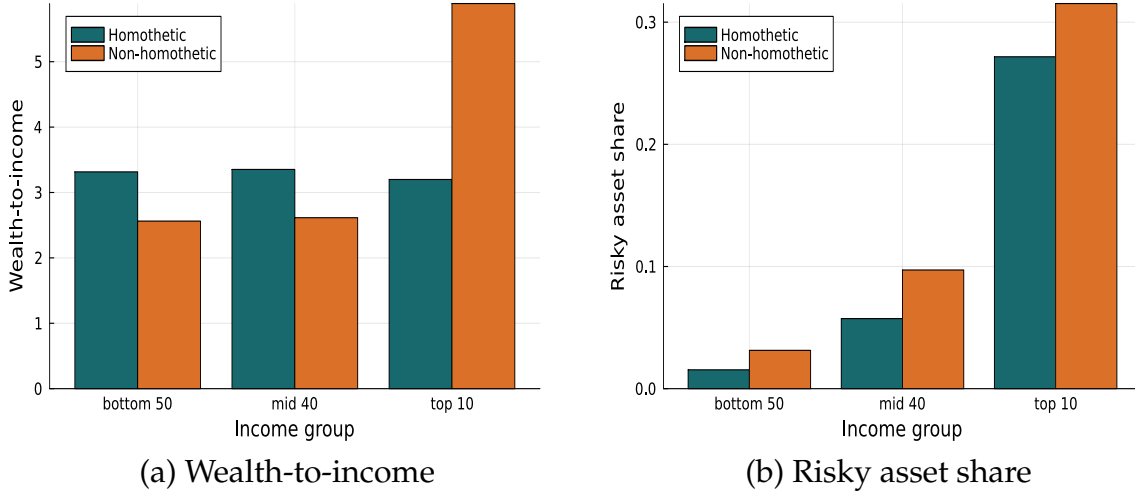 Homothetic
Non-homothetic
Wealth-to-income
5
4
3
2
1
0
bottom 50
mid 40
top 10
Income group
(a) Wealth-to-income
Homothetic
Non-homothetic
Risky asset share
0.3
0.2
0.1
0.0
bottom 50
mid 40
top 10
Income group
(b) Risky asset share